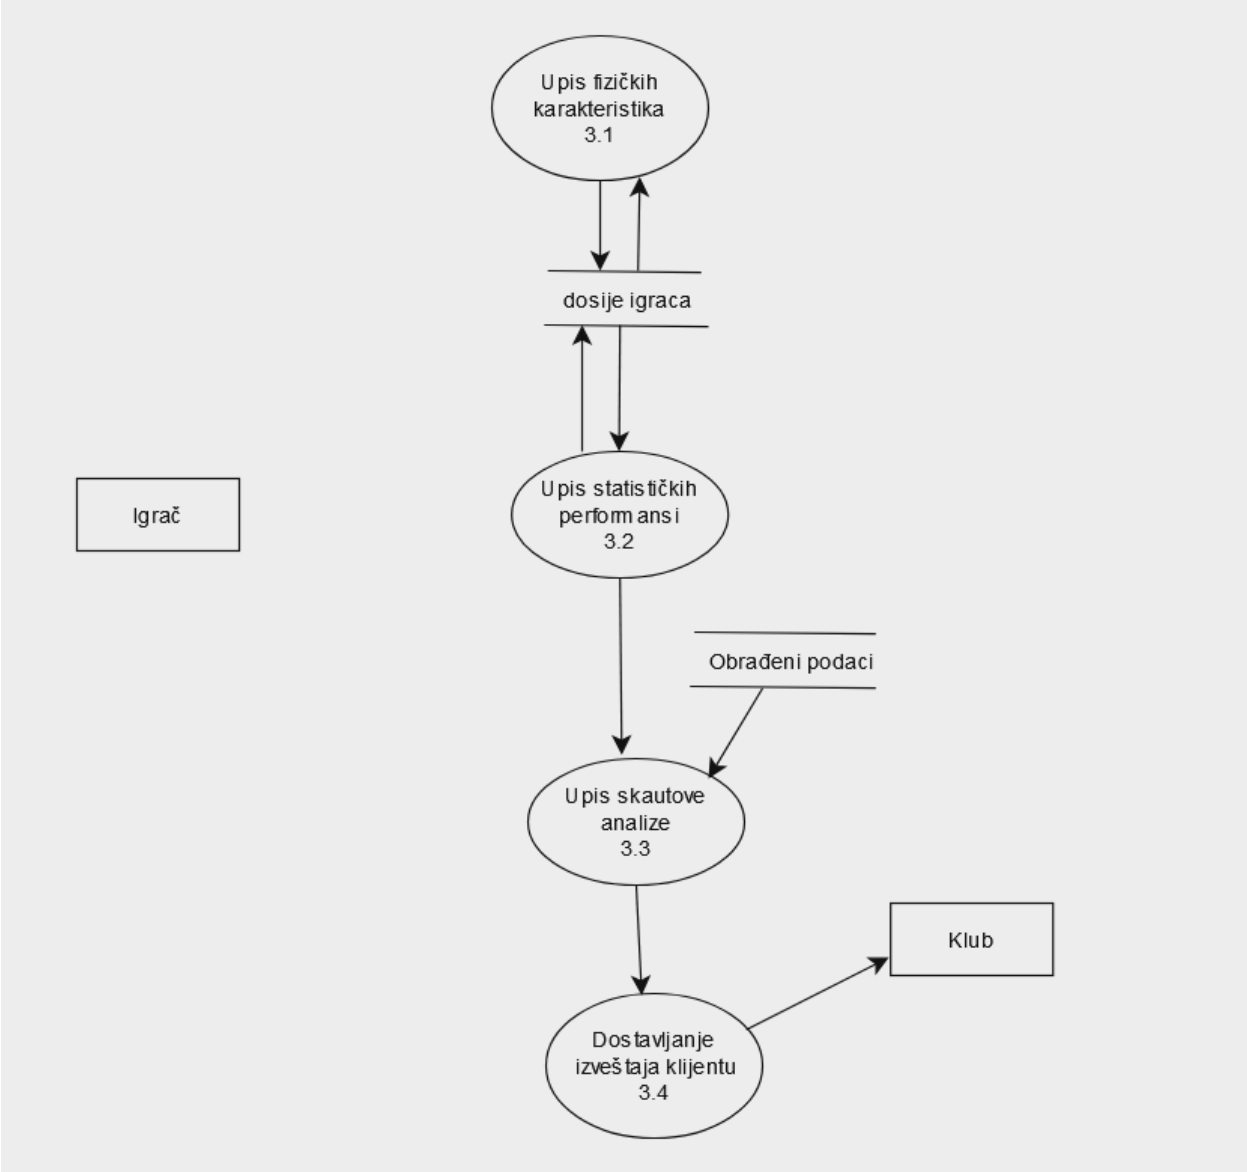 Upis fizičkih
karakteristika
3.1
dosije igraca
Upis statističkih
performansi
3.2
Igrač
Obrađeni podaci
Upis skautove
analize
3.3
Klub
Dostavljanje
izveštaja klijentu
3.4